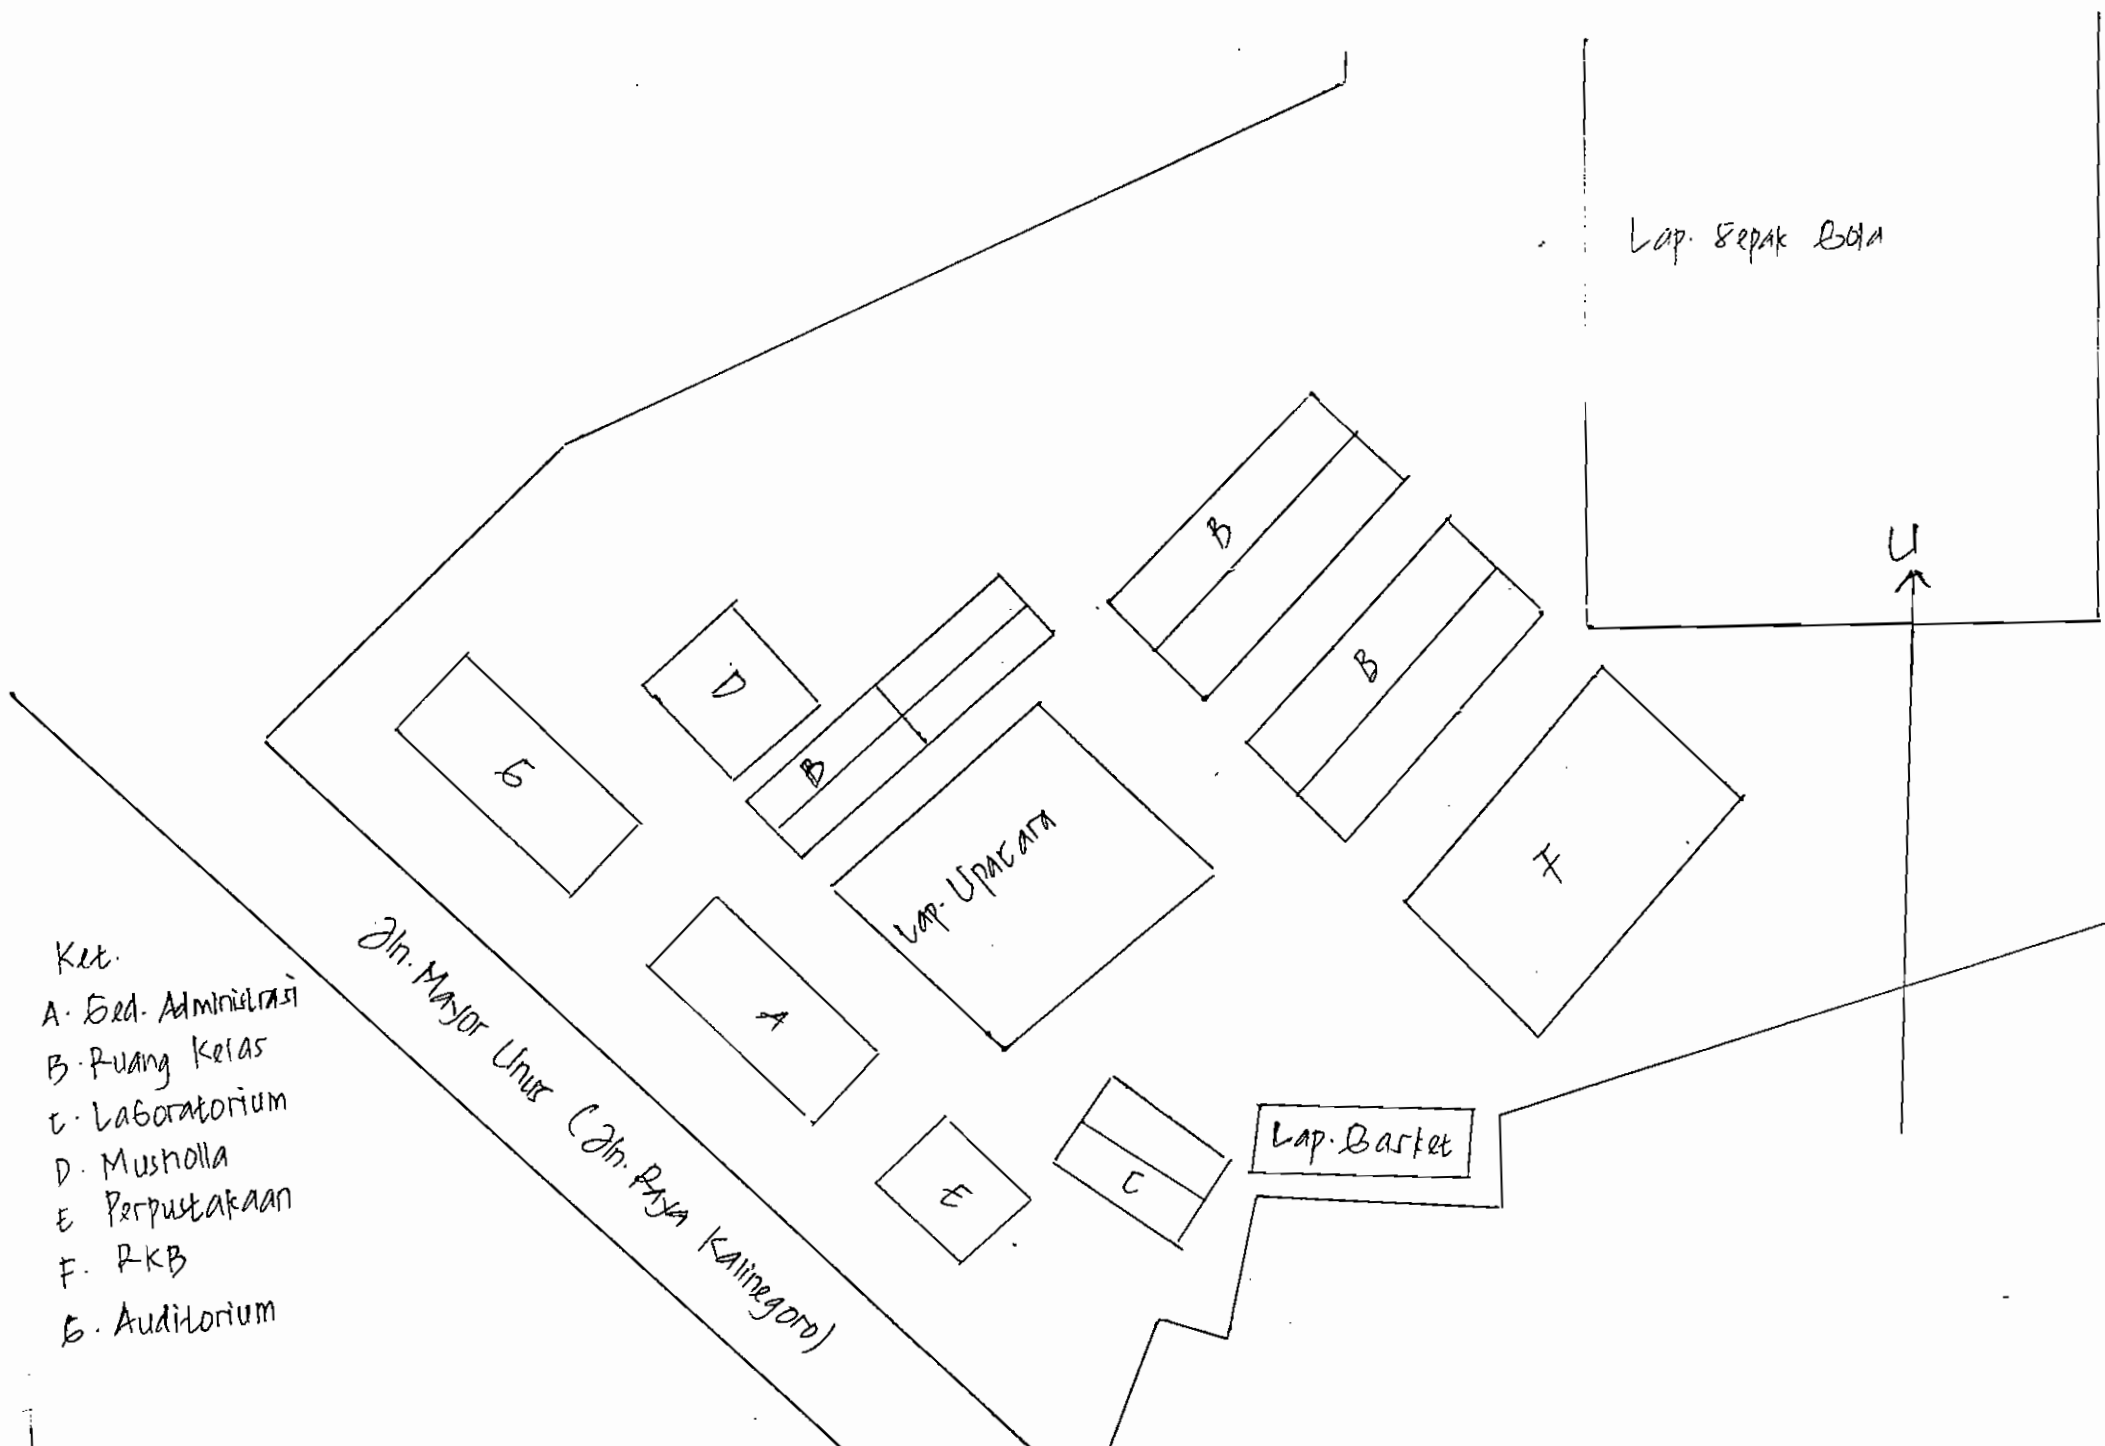 Lap. Sepak Bola
U
B
B
D
B
G
Lap. Upacara
F
A
Jln. Mayor Unus (Jln. Raya Kalinegoro)
Lap. Basket
C
E
Ket.
A. Ged. Administrasi
B. Ruang Kelas
C. Laboratorium
D. Musholla
E Perpustakaan
F. RKB
G. Auditorium